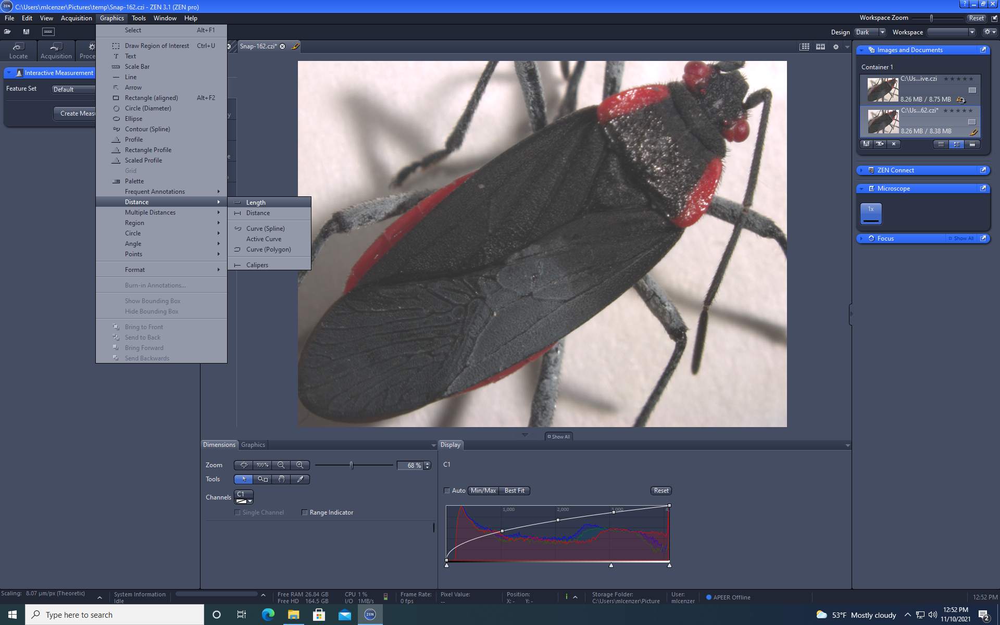 C:\Users\mlcenzer\Pictures\temp\Snap-162.czi - ZEN 3.1 (ZEN pro)
File Edit View Acquisition Graphics Tools Window Help
Workspace Zoom Reset
Design Dark Workspace
Locate Acquisition Proce
Snap-162.czi*
Interactive Measurement
Feature Set Default
Create Measu
Select Alt+F1
Draw Region of Interest Ctrl+U
Text
Scale Bar
Line
Arrow
Rectangle (aligned) Alt+F2
Circle (Diameter)
Ellipse
Contour (Spline)
Profile
Rectangle Profile
Scaled Profile
Grid
Palette
Frequent Annotations
Distance
Multiple Distances
Region
Circle
Angle
Points
Format
Burn-in Annotations...
Show Bounding Box
Hide Bounding Box
Bring to Front
Send to Back
Bring Forward
Send Backwards
Length
Distance
Curve (Spline)
Active Curve
Curve (Polygon)
Calipers
Images and Documents
Container 1
C:\Us...ive.czi
8.26 MB / 8.75 MB
C:\Us...62.czi*
8.26 MB / 8.38 MB
ZEN Connect
Microscope
1x
Focus Show All
Show All
Dimensions Graphics
Zoom 100% 68 %
Tools
Channels C1
Single Channel Range Indicator
Display
C1
Auto Min/Max Best Fit Reset
1,000 2,000 3,000 4,
Scaling: 8.07 µm/px (Theoretic)
System Information:
Idle
Free RAM 26.84 GB
Free HD 164.5 GB
CPU 1 %
I/O 1MB/s
Frame Rate:
0 fps
Pixel Value:
--
Position:
X: - Y: -
Storage Folder:
C:\Users\mlcenzer\Picture
User:
mlcenzer
APEER Offline
12:52 PM
Type here to search
ZEN
53°F Mostly cloudy
12:52 PM
11/10/2021
2